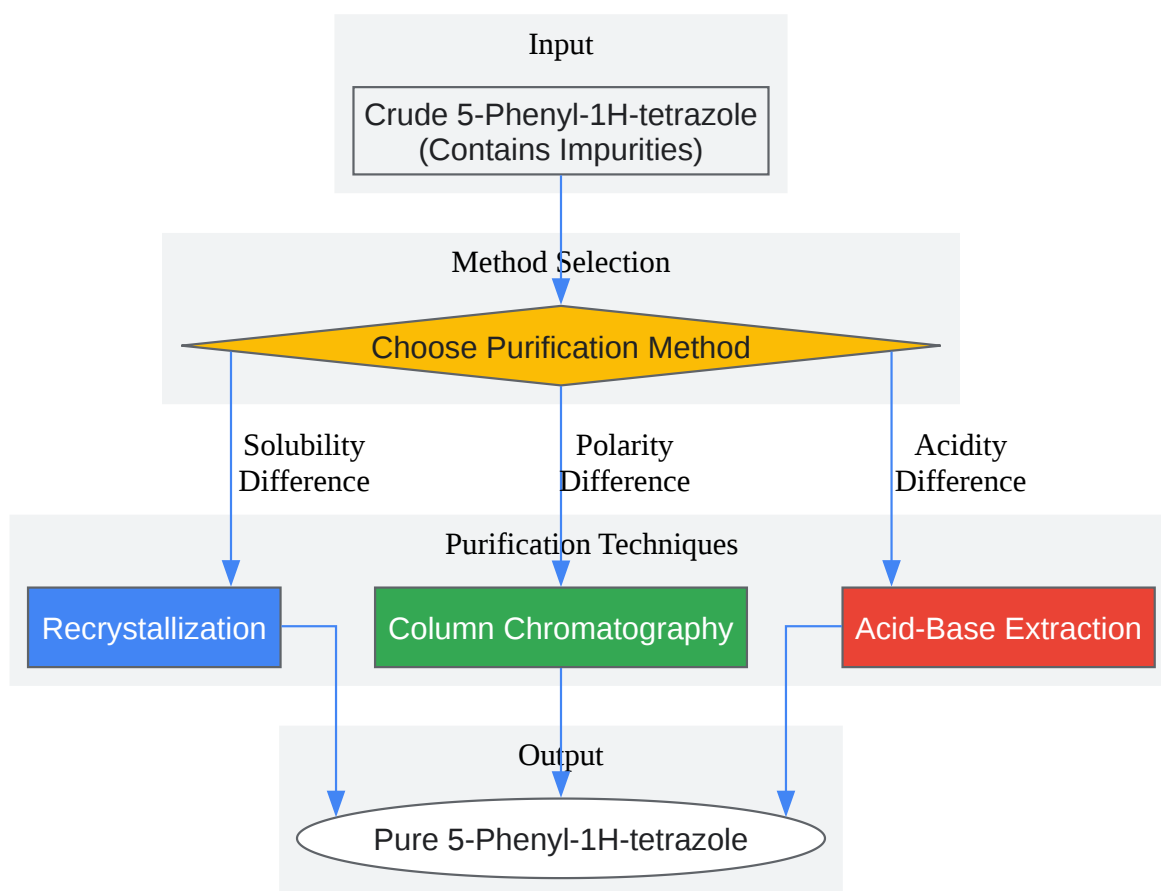 Input
Crude 5-Phenyl-1H-tetrazole
(Contains Impurities)
Method Selection
Choose Purification Method
Solubility
Difference
Polarity
Difference
Acidity
Difference
Purification Techniques
Recrystallization
Column Chromatography
Acid-Base Extraction
Output
Pure 5-Phenyl-1H-tetrazole